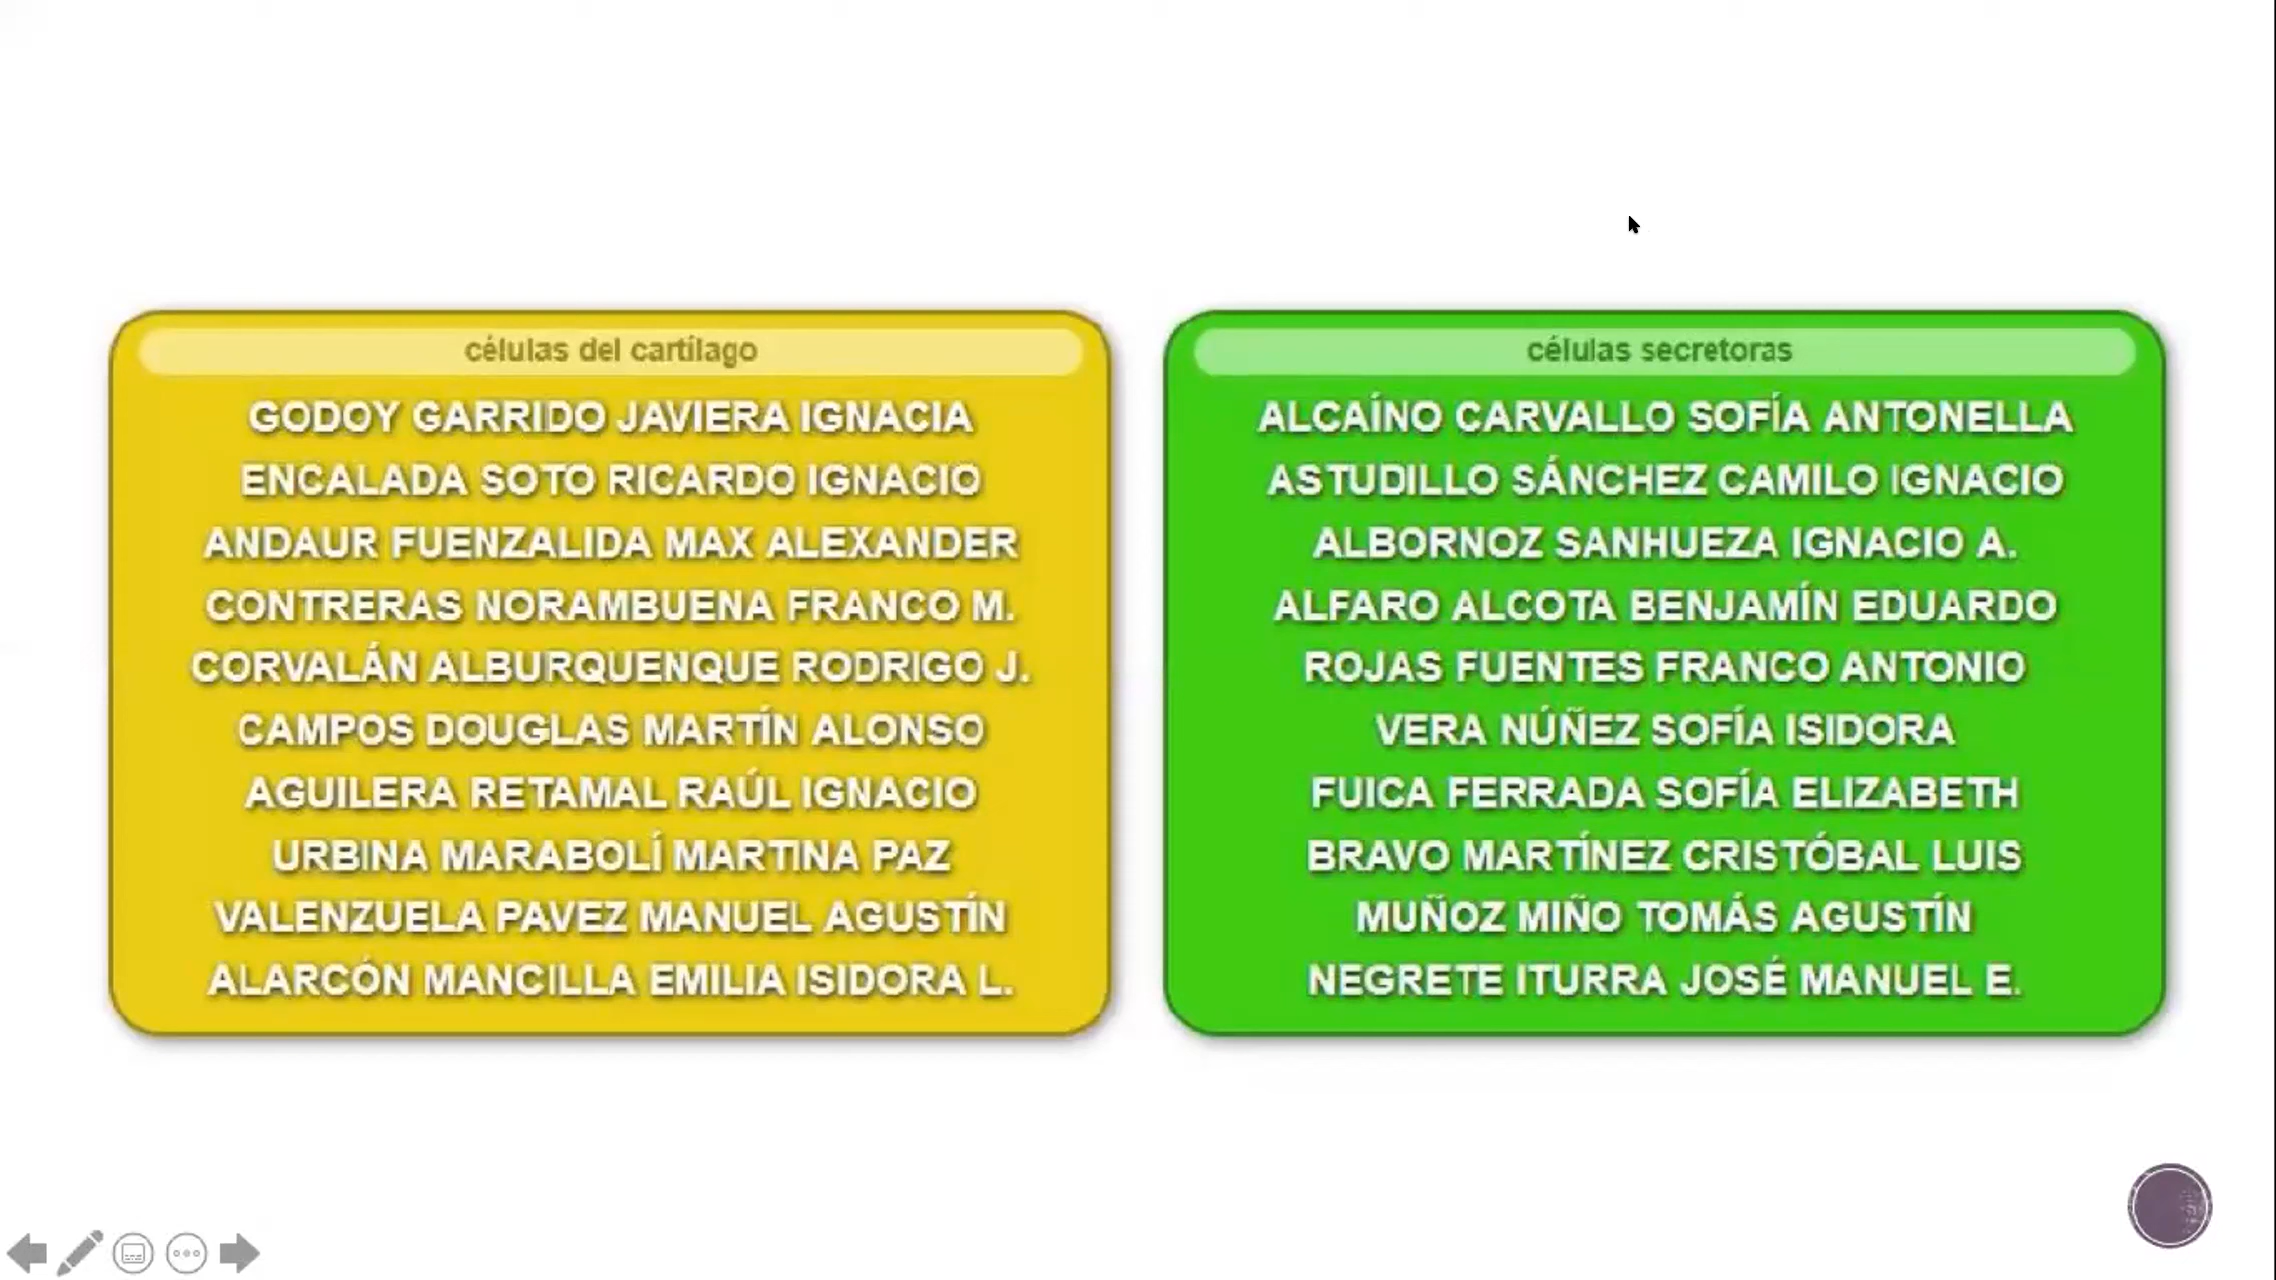 células del cartílago
GODOY GARRIDO JAVIERA IGNACIA
ENCALADA SOTO RICARDO IGNACIO
ANDAUR FUENZALIDA MAX ALEXANDER
CONTRERAS NORAMBUENA FRANCO M.
CORVALÁN ALBURQUENQUE RODRIGO J.
CAMPOS DOUGLAS MARTÍN ALONSO
AGUILERA RETAMAL RAÚL IGNACIO
URBINA MARABOLÍ MARTINA PAZ
VALENZUELA PAVEZ MANUEL AGUSTÍN
ALARCÓN MANCILLA EMILIA ISIDORA L.
células secretoras
ALCAÍNO CARVALLO SOFÍA ANTONELLA
ASTUDILLO SÁNCHEZ CAMILO IGNACIO
ALBORNOZ SANHUEZA IGNACIO A.
ALFARO ALCOTA BENJAMÍN EDUARDO
ROJAS FUENTES FRANCO ANTONIO
VERA NÚÑEZ SOFÍA ISIDORA
FUICA FERRADA SOFÍA ELIZABETH
BRAVO MARTÍNEZ CRISTÓBAL LUIS
MUÑOZ MIÑO TOMÁS AGUSTÍN
NEGRETE ITURRA JOSÉ MANUEL E.